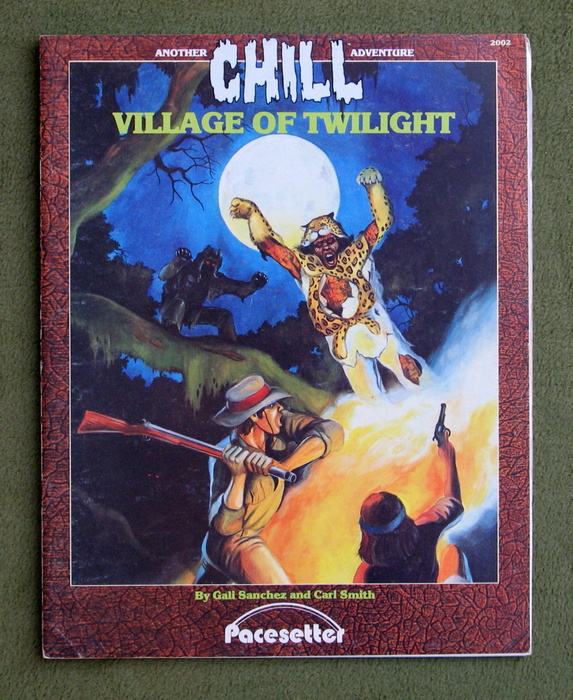 2002
ANOTHER CHILL ADVENTURE
VILLAGE OF TWILIGHT
By Gali Sanchez and Carl Smith
Pacesetter